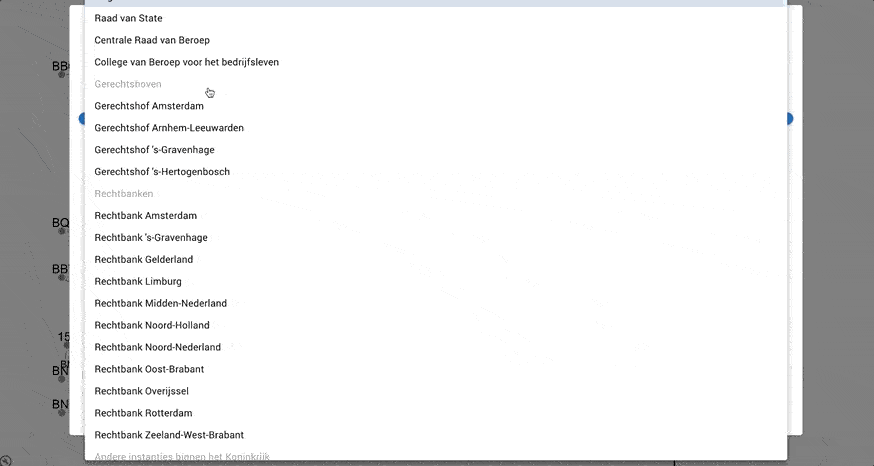 Raad van State
Centrale Raad van Beroep
College van Beroep voor het bedrijfsleven
Gerechtshoven
Gerechtshof Amsterdam
Gerechtshof Arnhem-Leeuwarden
Gerechtshof 's-Gravenhage
Gerechtshof 's-Hertogenbosch
Rechtbanken
Rechtbank Amsterdam
Rechtbank 's-Gravenhage
Rechtbank Gelderland
Rechtbank Limburg
Rechtbank Midden-Nederland
Rechtbank Noord-Holland
Rechtbank Noord-Nederland
Rechtbank Oost-Brabant
Rechtbank Overijssel
Rechtbank Rotterdam
Rechtbank Zeeland-West-Brabant
Andere instanties binnen het Koninkrijk